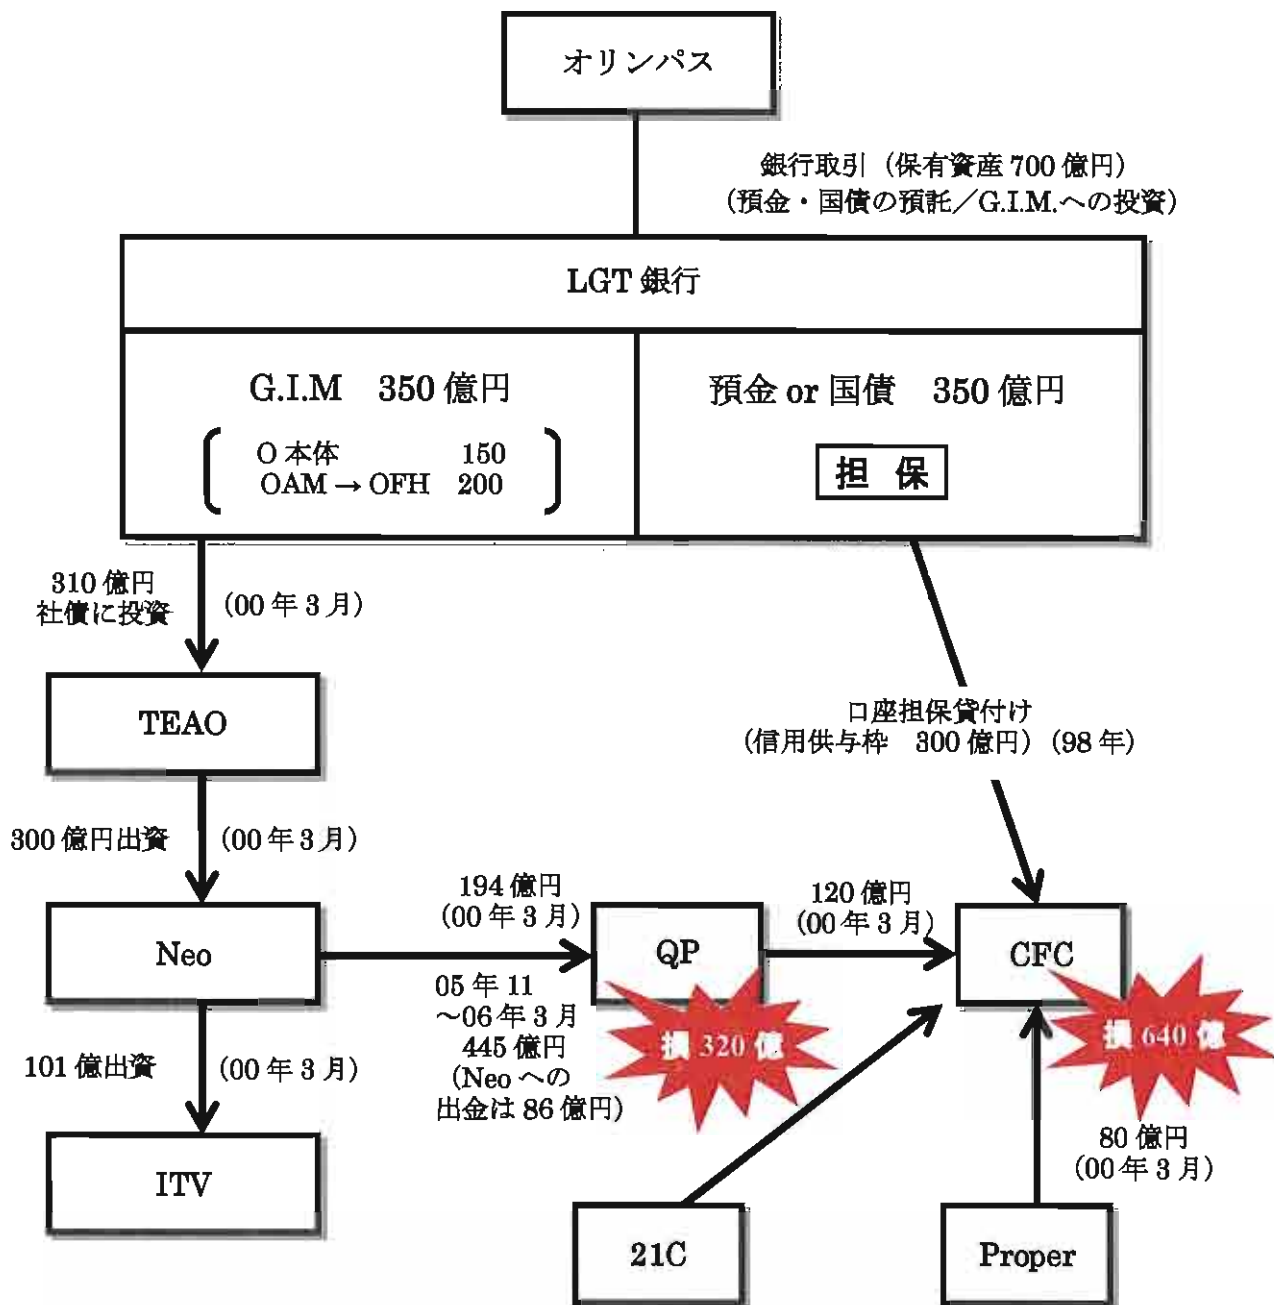 オリンパス
銀行取引（保有資産 700 億円）
（預金・国債の預託／G.I.M.への投資）
LGT 銀行
G.I.M　350 億円
O 本体　150
OAM → OFH　200
預金 or 国債　350 億円
担 保
310 億円
社債に投資
（00 年 3 月）
TEAO
口座担保貸付け
（信用供与枠　300 億円）（98 年）
300 億円出資
（00 年 3 月）
Neo
194 億円
（00 年 3 月）
QP
120 億円
（00 年 3 月）
CFC
05 年 11
～06 年 3 月
445 億円
（Neo への
出金は 86 億円）
損 320 億
損 640 億
101 億出資
（00 年 3 月）
ITV
80 億円
（00 年 3 月）
21C
Proper